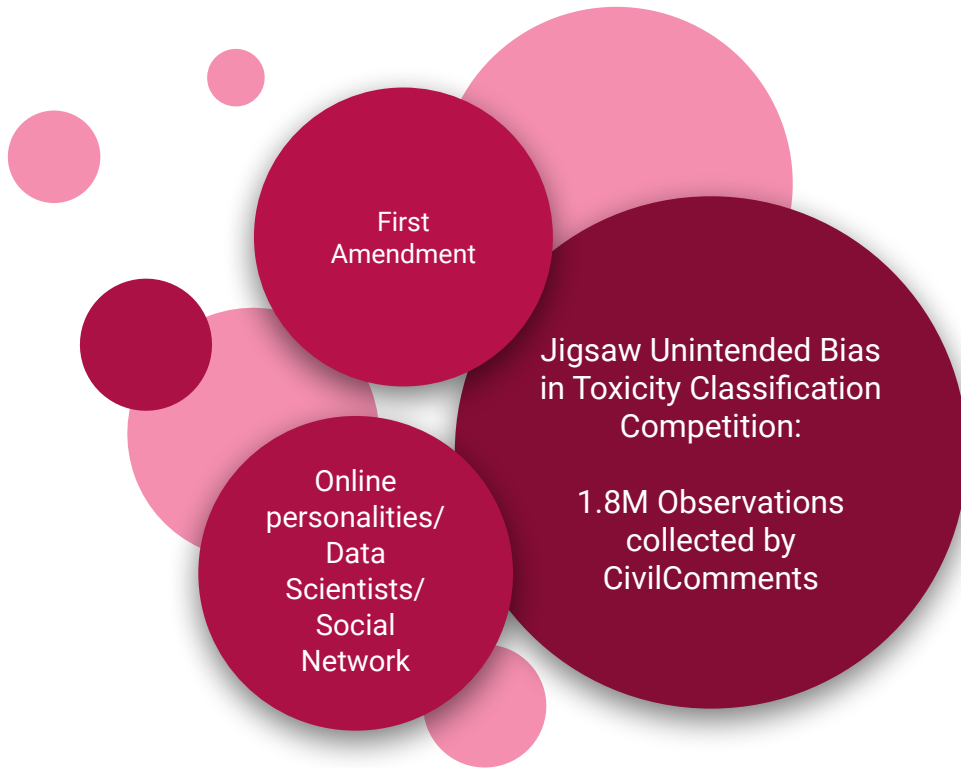 First
Amendment
Jigsaw Unintended Bias
in Toxicity Classification
Competition:
1.8M Observations
collected by
CivilComments
Online
personalities/
Data
Scientists/
Social
Network